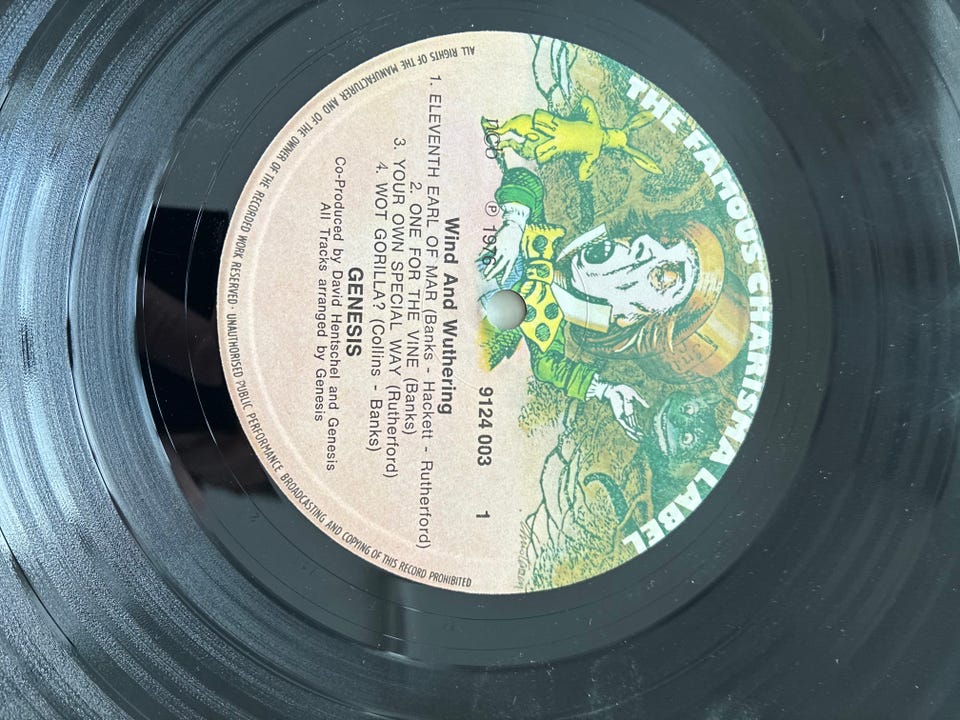 THE FAMOUS CHARISMA LABEL
℗ 1976
9124 003
1
Wind And Wuthering
1. ELEVENTH EARL OF MAR (Banks - Hackett - Rutherford)
2. ONE FOR THE VINE (Banks)
3. YOUR OWN SPECIAL WAY (Rutherford)
4. WOT GORILLA? (Collins - Banks)
GENESIS
Co-Produced by David Hentschel and Genesis
All Tracks arranged by Genesis
ALL RIGHTS OF THE MANUFACTURER AND OF THE OWNER OF THE RECORDED WORK RESERVED · UNAUTHORISED PUBLIC PERFORMANCE BROADCASTING AND COPYING OF THIS RECORD PROHIBITED